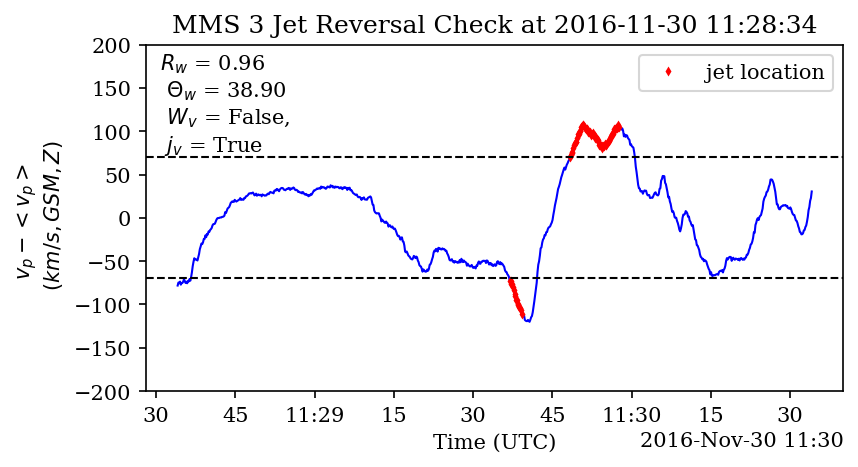 MMS 3 Jet Reversal Check at 2016-11-30 11:28:34
R_w = 0.96
Θ_w = 38.90
W_v = False,
j_v = True
jet location
v_p − <v_p>
(km/s, GSM, Z)
200
150
100
50
0
−50
−100
−150
−200
30 45 11:29 15 30 45 11:30 15 30
Time (UTC)
2016-Nov-30 11:30